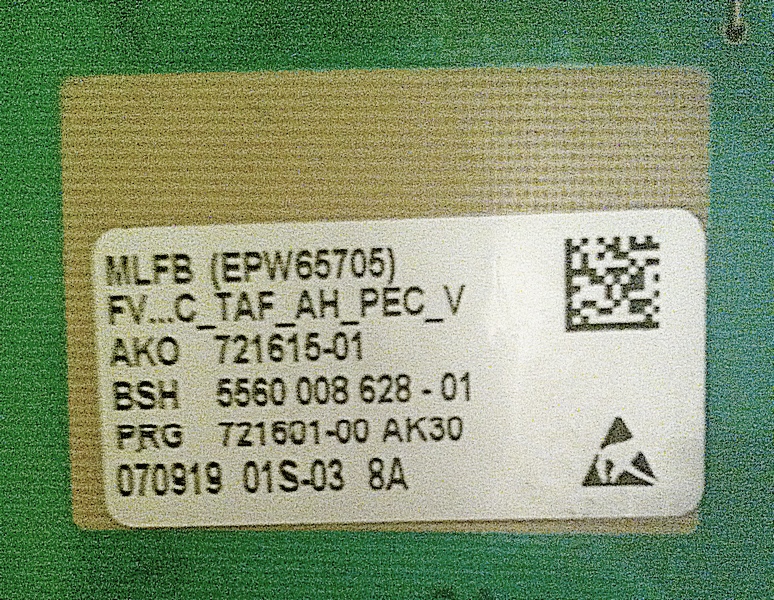 MLFB (EPW65705)
FV...C_TAF_AH_PEC_V
AKO 721615-01
BSH 5560 008 628 - 01
PRG 721601-00 AK30
070919 01S-03 8A